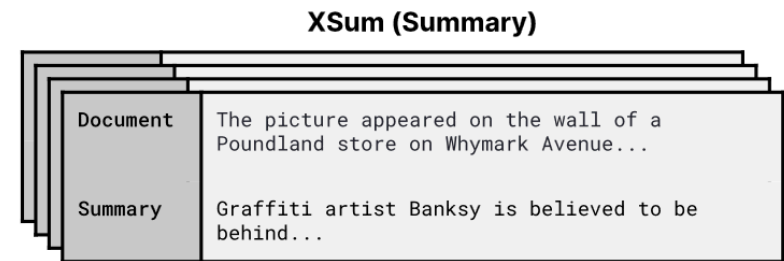 XSum (Summary)
Document
The picture appeared on the wall of a
Poundland store on Whymark Avenue...
Summary
Graffiti artist Banksy is believed to be
behind...